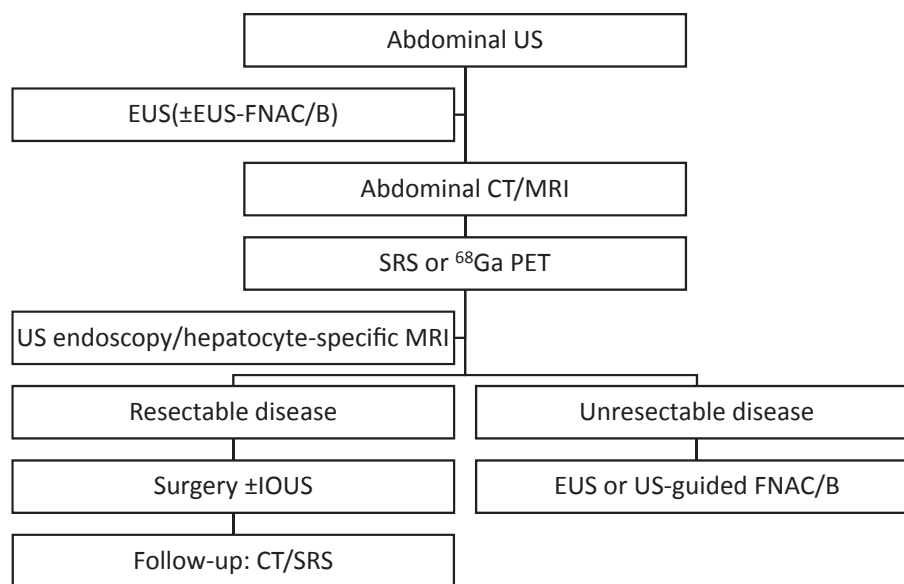 Abdominal US
EUS(±EUS-FNAC/B)
Abdominal CT/MRI
SRS or ⁶⁸Ga PET
US endoscopy/hepatocyte-specific MRI
Resectable disease
Unresectable disease
Surgery ±IOUS
EUS or US-guided FNAC/B
Follow-up: CT/SRS